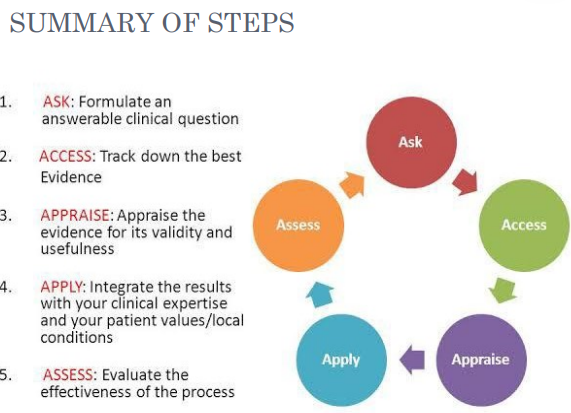 SUMMARY OF STEPS
1. ASK: Formulate an
answerable clinical question
2. ACCESS: Track down the best
Evidence
3. APPRAISE: Appraise the
evidence for its validity and
usefulness
4. APPLY: Integrate the results
with your clinical expertise
and your patient values/local
conditions
5. ASSESS: Evaluate the
effectiveness of the process
Ask
Access
Appraise
Apply
Assess